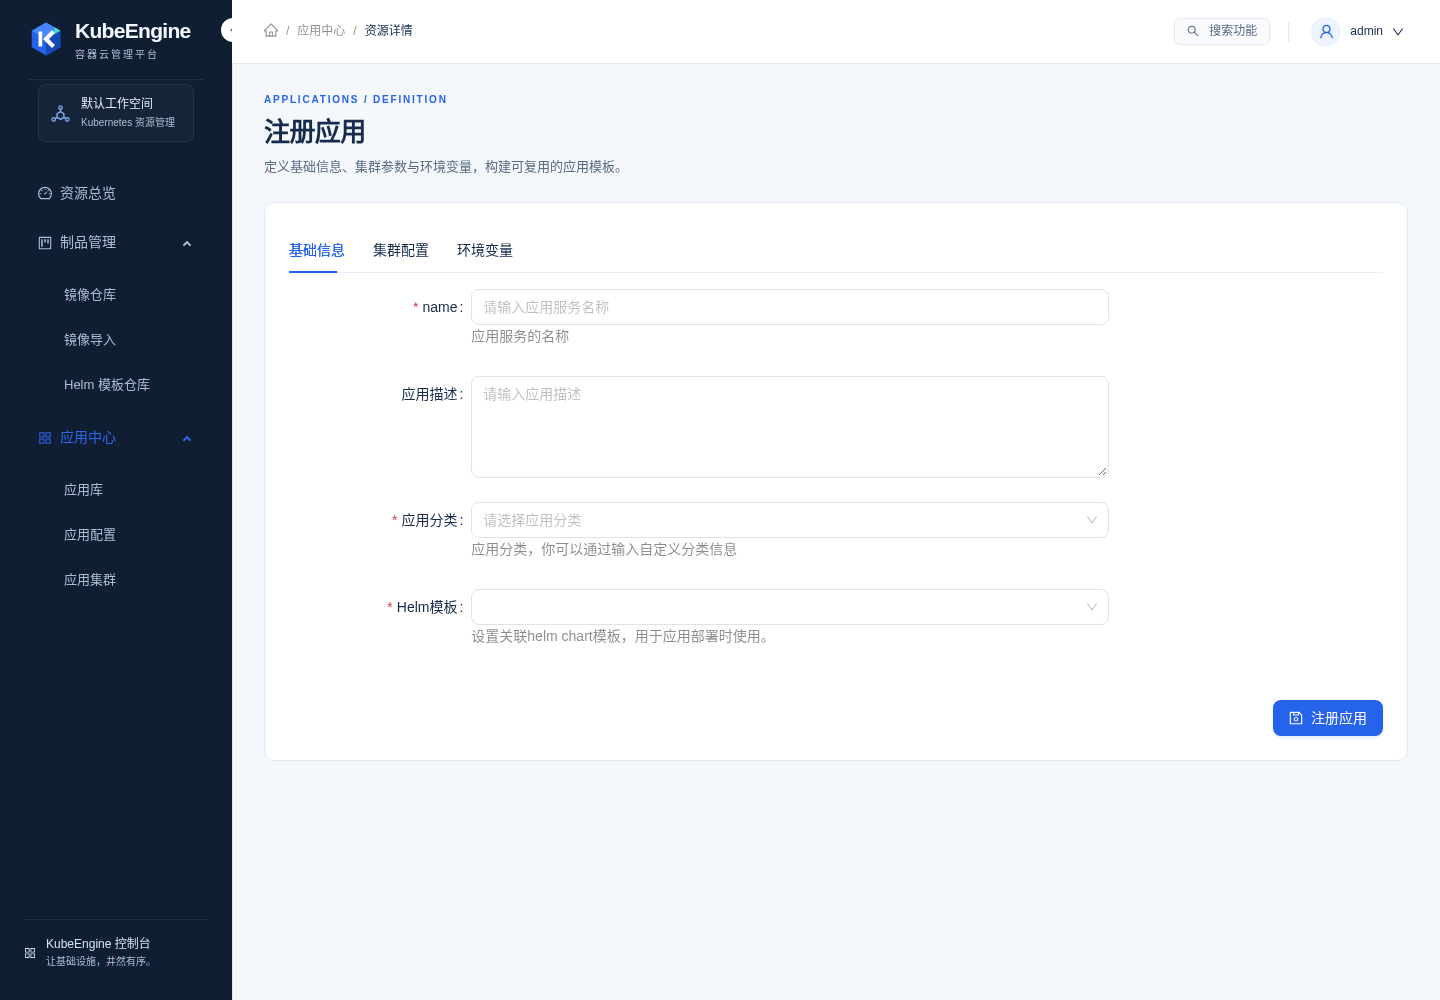 KubeEngine
容器云管理平台
默认工作空间
Kubernetes 资源管理
资源总览
制品管理
镜像仓库
镜像导入
Helm 模板仓库
应用中心
应用库
应用配置
应用集群
KubeEngine 控制台
让基础设施，井然有序。
/ 应用中心 / 资源详情
搜索功能
admin
APPLICATIONS / DEFINITION
注册应用
定义基础信息、集群参数与环境变量，构建可复用的应用模板。
基础信息 集群配置 环境变量
* name : 请输入应用服务名称
应用服务的名称
应用描述 : 请输入应用描述
* 应用分类 : 请选择应用分类
应用分类，你可以通过输入自定义分类信息
* Helm模板 :
设置关联helm chart模板，用于应用部署时使用。
注册应用